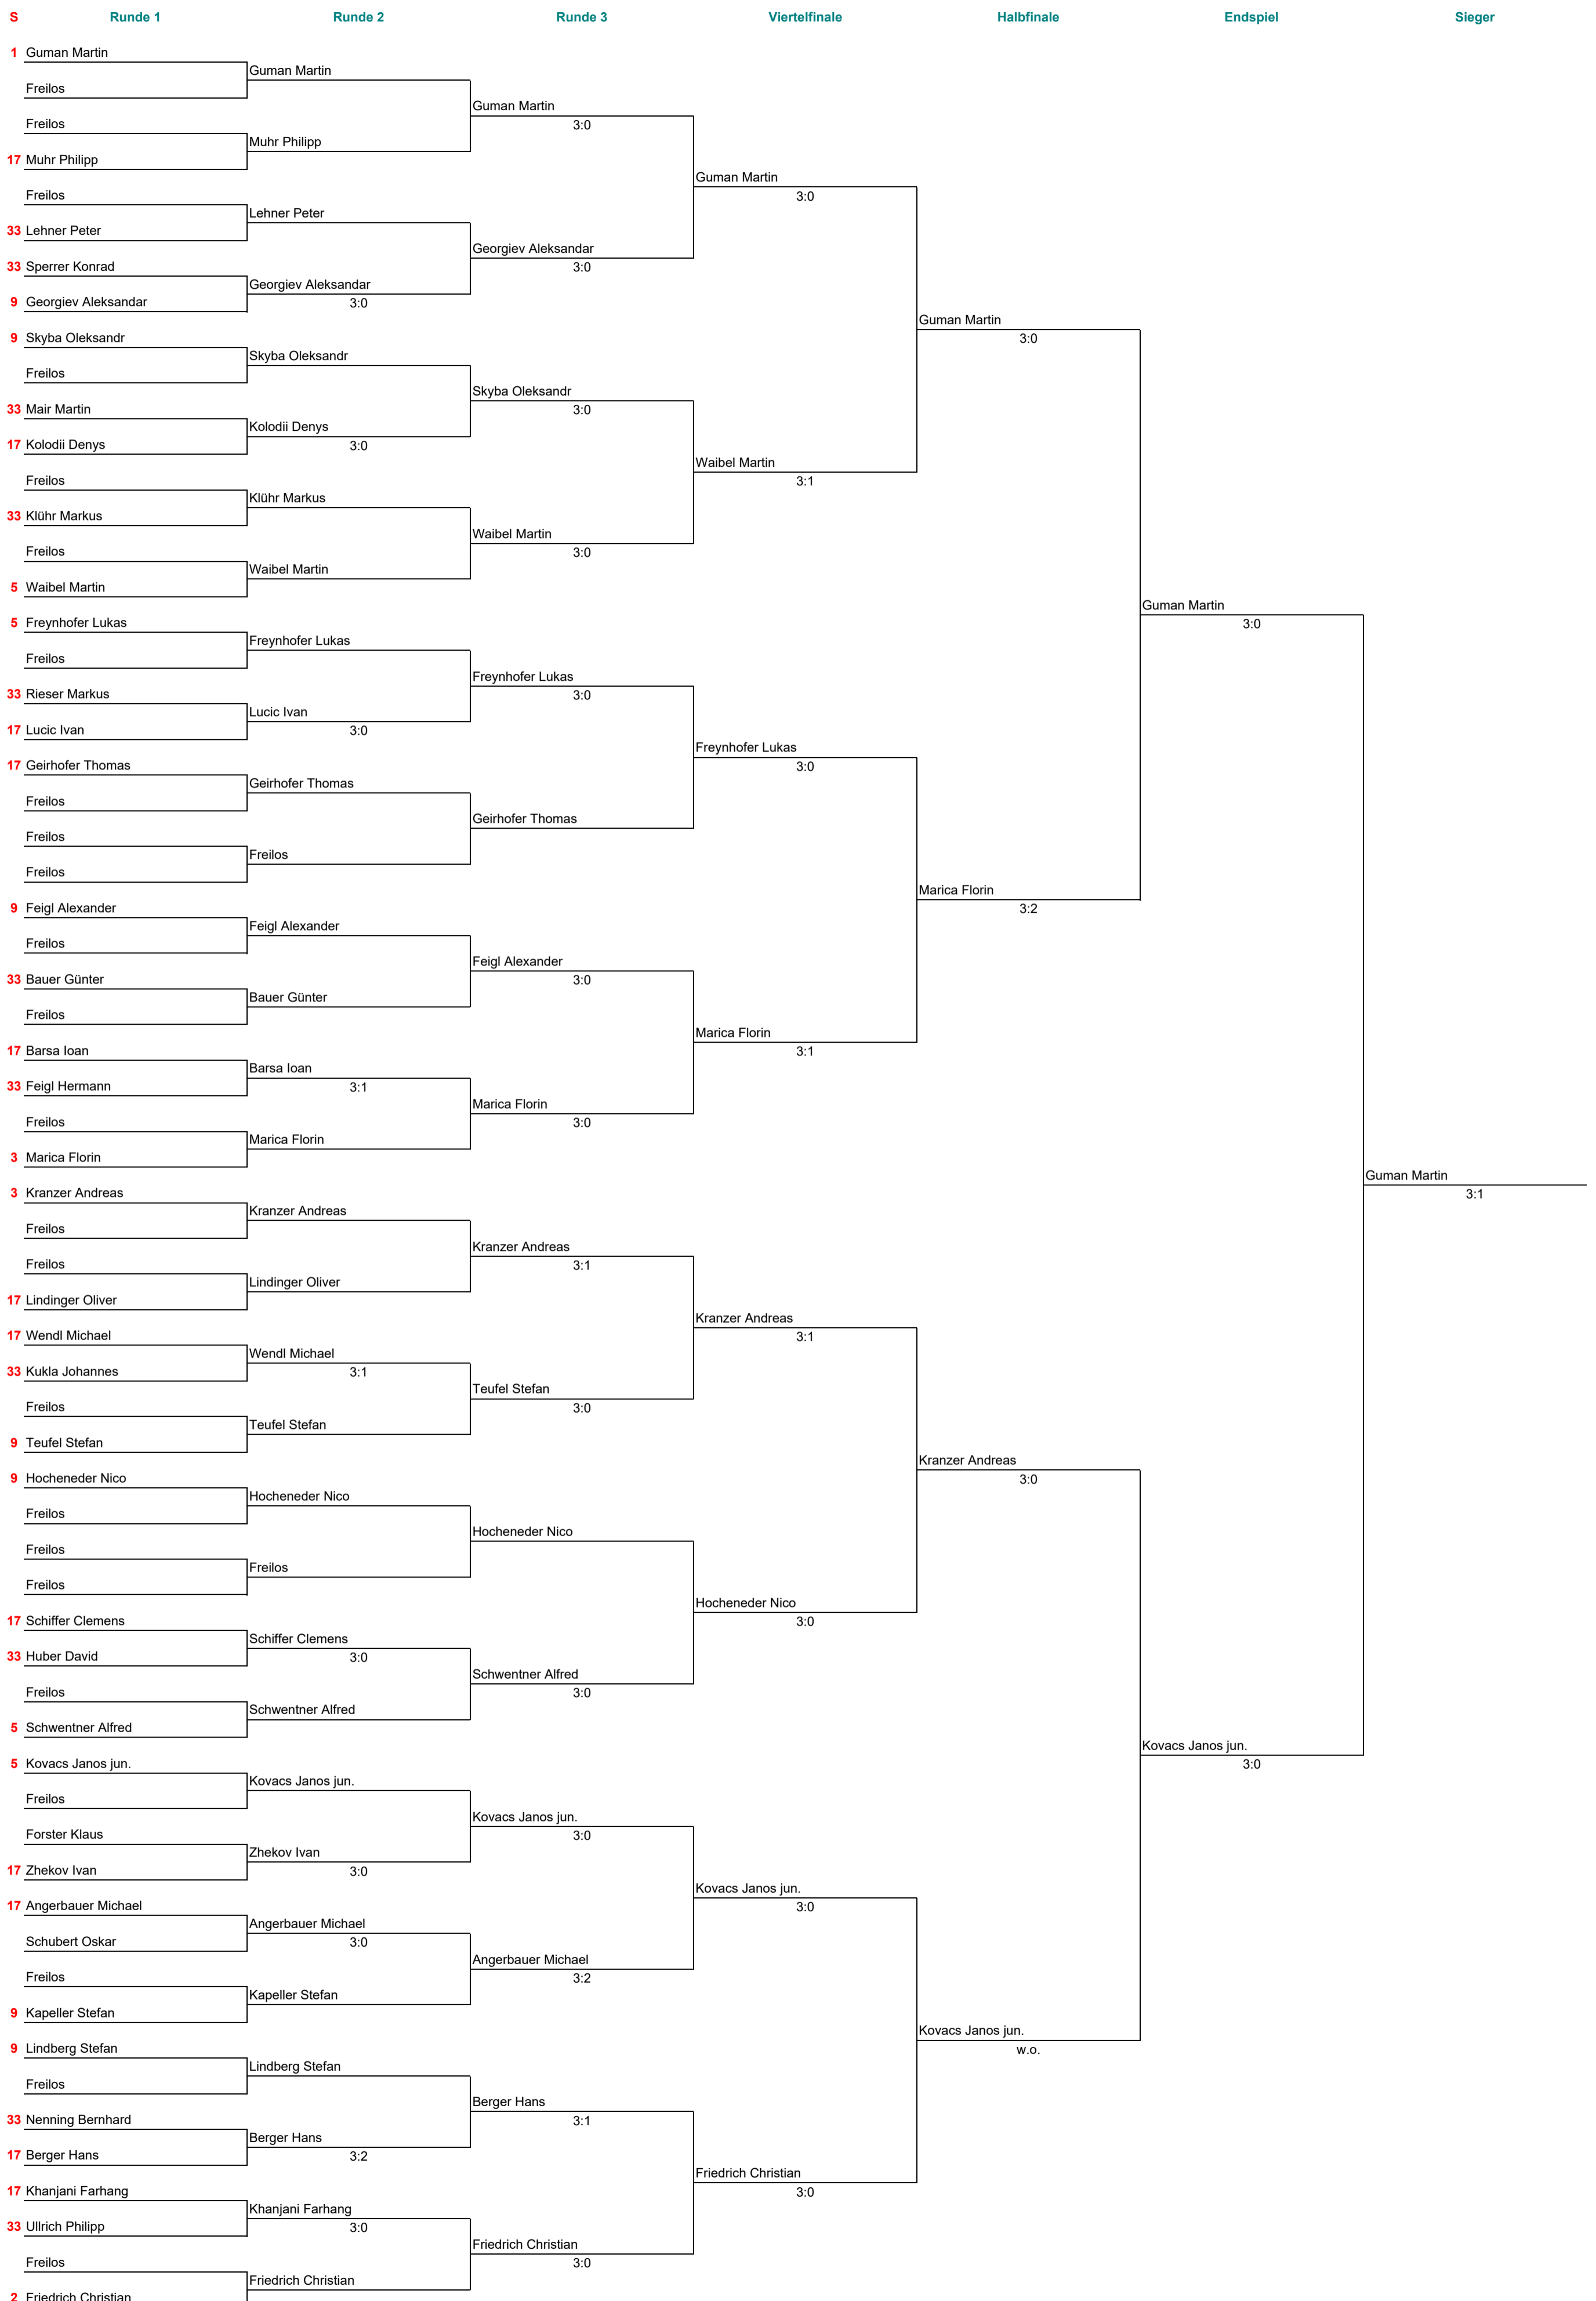 S Runde 1 Runde 2 Runde 3 Viertelfinale Halbfinale Endspiel Sieger
1 Guman Martin
Guman Martin
Freilos
Guman Martin
Freilos
3:0
Muhr Philipp
17 Muhr Philipp
Guman Martin
Freilos
3:0
Lehner Peter
33 Lehner Peter
Georgiev Aleksandar
33 Sperrer Konrad
3:0
Georgiev Aleksandar
9 Georgiev Aleksandar
3:0
Guman Martin
9 Skyba Oleksandr
3:0
Skyba Oleksandr
Freilos
Skyba Oleksandr
33 Mair Martin
3:0
Kolodii Denys
17 Kolodii Denys
3:0
Waibel Martin
Freilos
3:1
Klühr Markus
33 Klühr Markus
Waibel Martin
Freilos
3:0
Waibel Martin
5 Waibel Martin
Guman Martin
5 Freynhofer Lukas
3:0
Freynhofer Lukas
Freilos
Freynhofer Lukas
33 Rieser Markus
3:0
Lucic Ivan
17 Lucic Ivan
3:0
Freynhofer Lukas
17 Geirhofer Thomas
3:0
Geirhofer Thomas
Freilos
Geirhofer Thomas
Freilos
Freilos
Freilos
Marica Florin
9 Feigl Alexander
3:2
Feigl Alexander
Freilos
Feigl Alexander
33 Bauer Günter
3:0
Bauer Günter
Freilos
Marica Florin
17 Barsa Ioan
3:1
Barsa Ioan
33 Feigl Hermann
3:1
Marica Florin
Freilos
3:0
Marica Florin
3 Marica Florin
Guman Martin
3 Kranzer Andreas
3:1
Kranzer Andreas
Freilos
Kranzer Andreas
Freilos
3:1
Lindinger Oliver
17 Lindinger Oliver
Kranzer Andreas
17 Wendl Michael
3:1
Wendl Michael
33 Kukla Johannes
3:1
Teufel Stefan
Freilos
3:0
Teufel Stefan
9 Teufel Stefan
Kranzer Andreas
9 Hocheneder Nico
3:0
Hocheneder Nico
Freilos
Hocheneder Nico
Freilos
Freilos
Freilos
Hocheneder Nico
17 Schiffer Clemens
3:0
Schiffer Clemens
33 Huber David
3:0
Schwentner Alfred
Freilos
3:0
Schwentner Alfred
5 Schwentner Alfred
Kovacs Janos jun.
5 Kovacs Janos jun.
3:0
Kovacs Janos jun.
Freilos
Kovacs Janos jun.
Forster Klaus
3:0
Zhekov Ivan
17 Zhekov Ivan
3:0
Kovacs Janos jun.
17 Angerbauer Michael
3:0
Angerbauer Michael
Schubert Oskar
3:0
Angerbauer Michael
Freilos
3:2
Kapeller Stefan
9 Kapeller Stefan
Kovacs Janos jun.
9 Lindberg Stefan
w.o.
Lindberg Stefan
Freilos
Berger Hans
33 Nenning Bernhard
3:1
Berger Hans
17 Berger Hans
3:2
Friedrich Christian
17 Khanjani Farhang
3:0
Khanjani Farhang
33 Ullrich Philipp
3:0
Friedrich Christian
Freilos
3:0
Friedrich Christian
2 Friedrich Christian